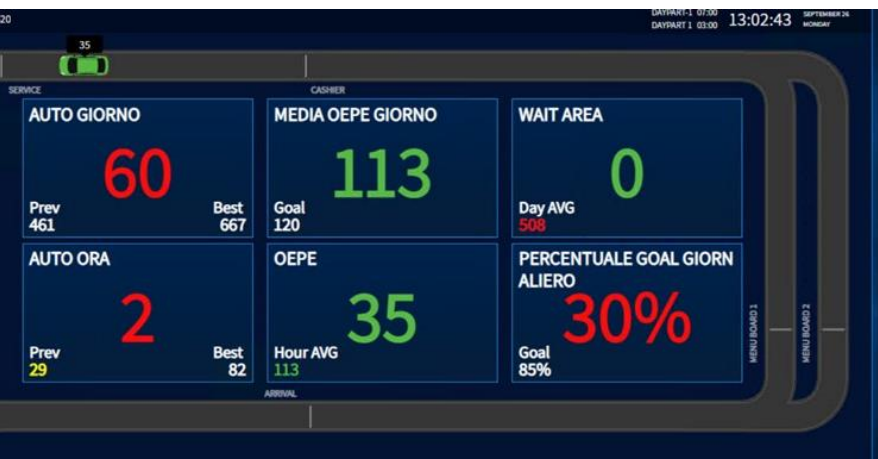 20
DAYPART-1 07:00
DAYPART 1 03:00
13:02:43
SEPTEMBER 26
MONDAY
35
SERVICE
CASHIER
AUTO GIORNO
60
Prev
461
Best
667
MEDIA OEPE GIORNO
113
Goal
120
WAIT AREA
0
Day AVG
508
AUTO ORA
2
Prev
29
Best
82
OEPE
35
Hour AVG
113
PERCENTUALE GOAL GIORN
ALIERO
30%
Goal
85%
MENU BOARD 1
MENU BOARD 2
ARRIVAL